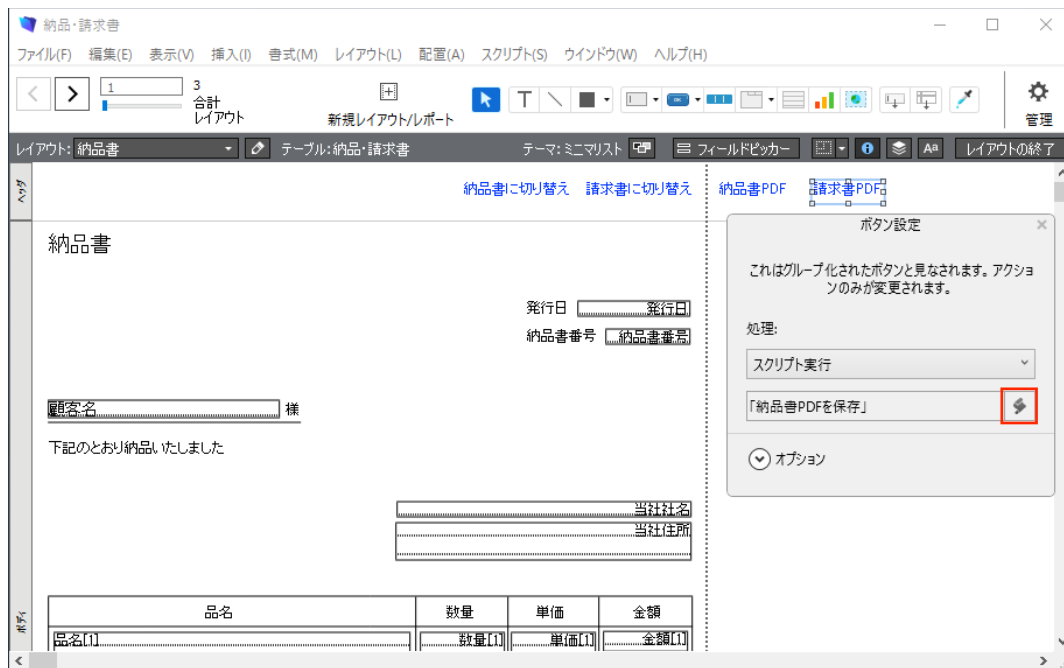 納品・請求書
ファイル(F) 編集(E) 表示(V) 挿入(I) 書式(M) レイアウト(L) 配置(A) スクリプト(S) ウインドウ(W) ヘルプ(H)
1
3
合計
レイアウト
新規レイアウト/レポート
管理
レイアウト: 納品書 テーブル:納品・請求書 テーマ:ミニマリスト フィールドピッカー Aa レイアウトの終了
ヘッダ
納品書に切り替え 請求書に切り替え 納品書PDF 請求書PDF
ボタン設定
これはグループ化されたボタンと見なされます。アクショ
ンのみが変更されます。
処理:
スクリプト実行
「納品書PDFを保存」
オプション
納品書
発行日 発行日
納品書番号 納品書番号
顧客名 様
下記のとおり納品いたしました
当社社名
当社住所
ボディ
品名 数量 単価 金額
品名[1] 数量[1] 単価[1] 金額[1]